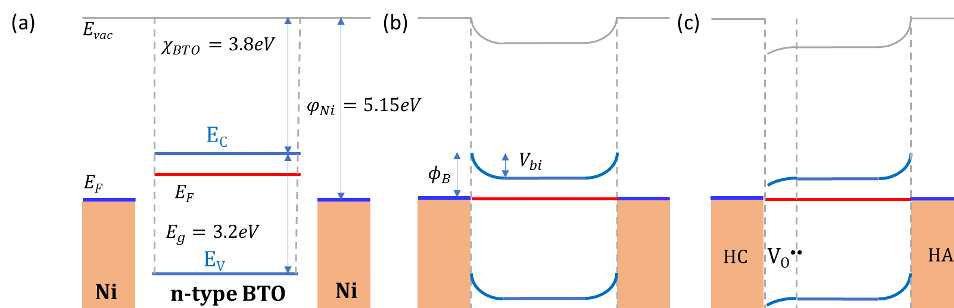 (a)
E_vac
χ_BTO = 3.8eV
φ_Ni = 5.15eV
E_C
E_F
E_F
E_g = 3.2eV
E_V
Ni
n-type BTO
Ni
(b)
ϕ_B
V_bi
(c)
HC
V_O^••
HA